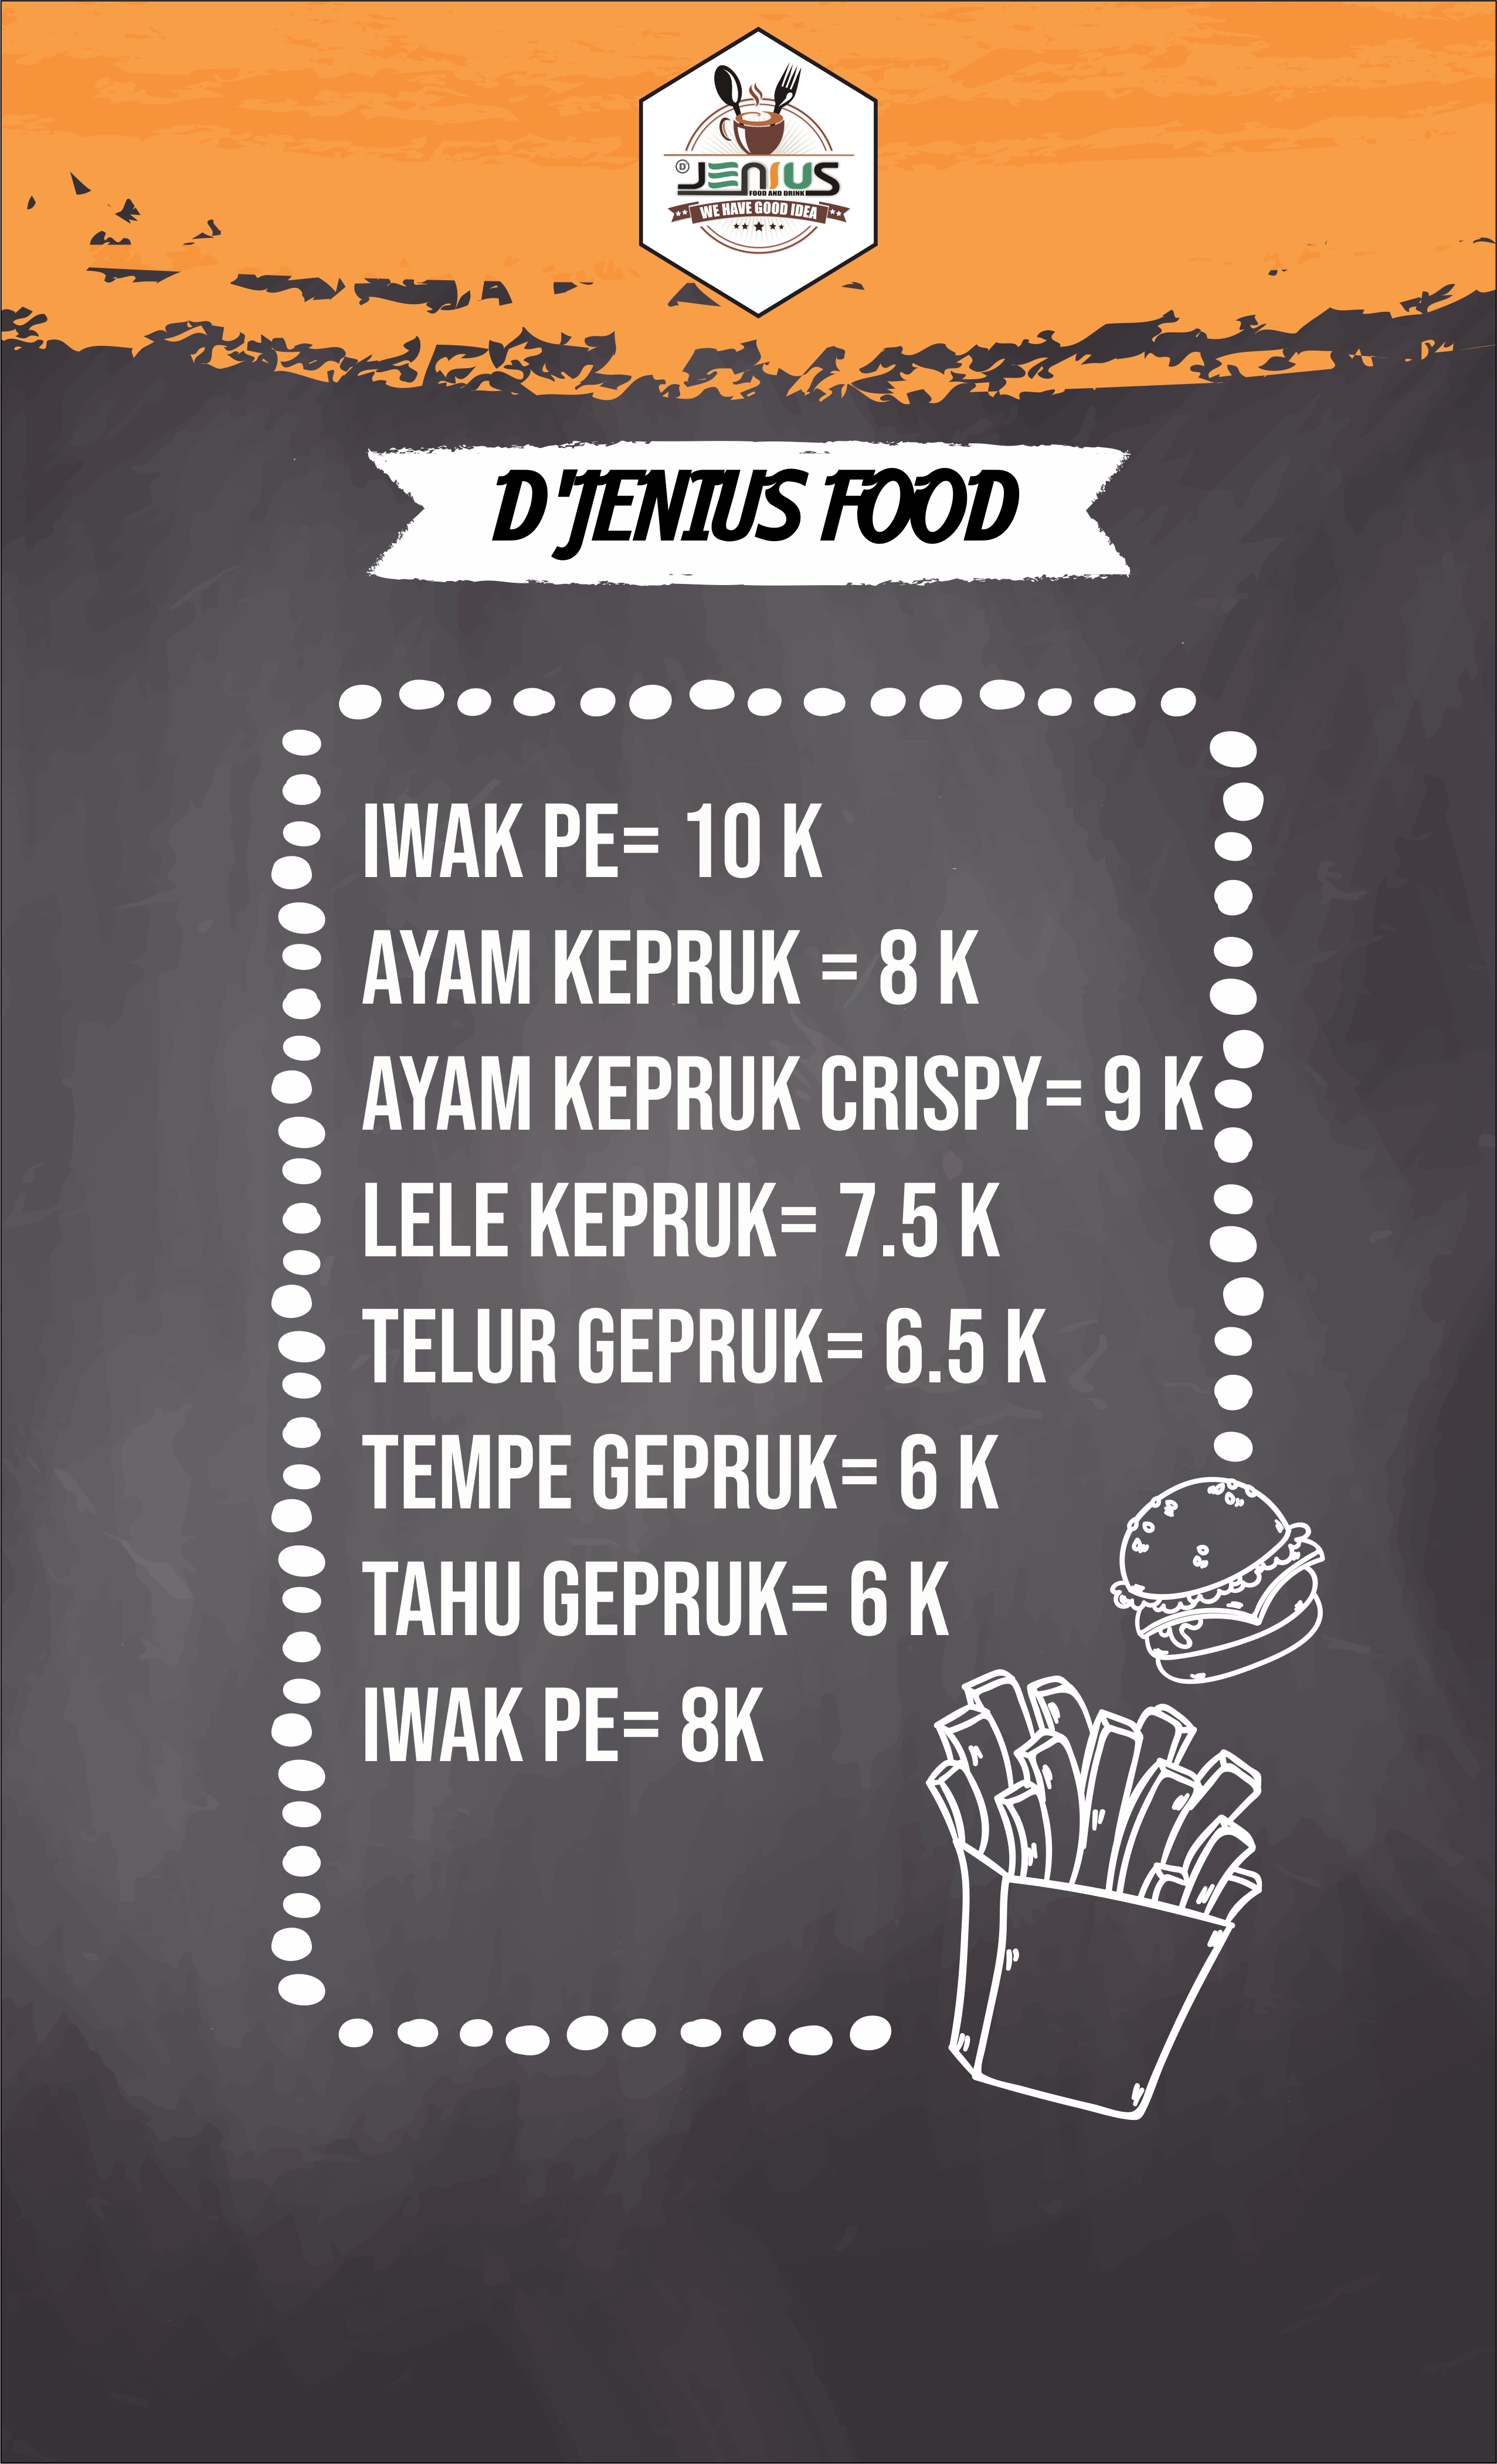 D JENIUS
FOOD AND DRINK
WE HAVE GOOD IDEA
D'JENIUS FOOD
IWAK PE= 10 K
AYAM KEPRUK = 8 K
AYAM KEPRUK CRISPY= 9 K
LELE KEPRUK= 7.5 K
TELUR GEPRUK= 6.5 K
TEMPE GEPRUK= 6 K
TAHU GEPRUK= 6 K
IWAK PE= 8K